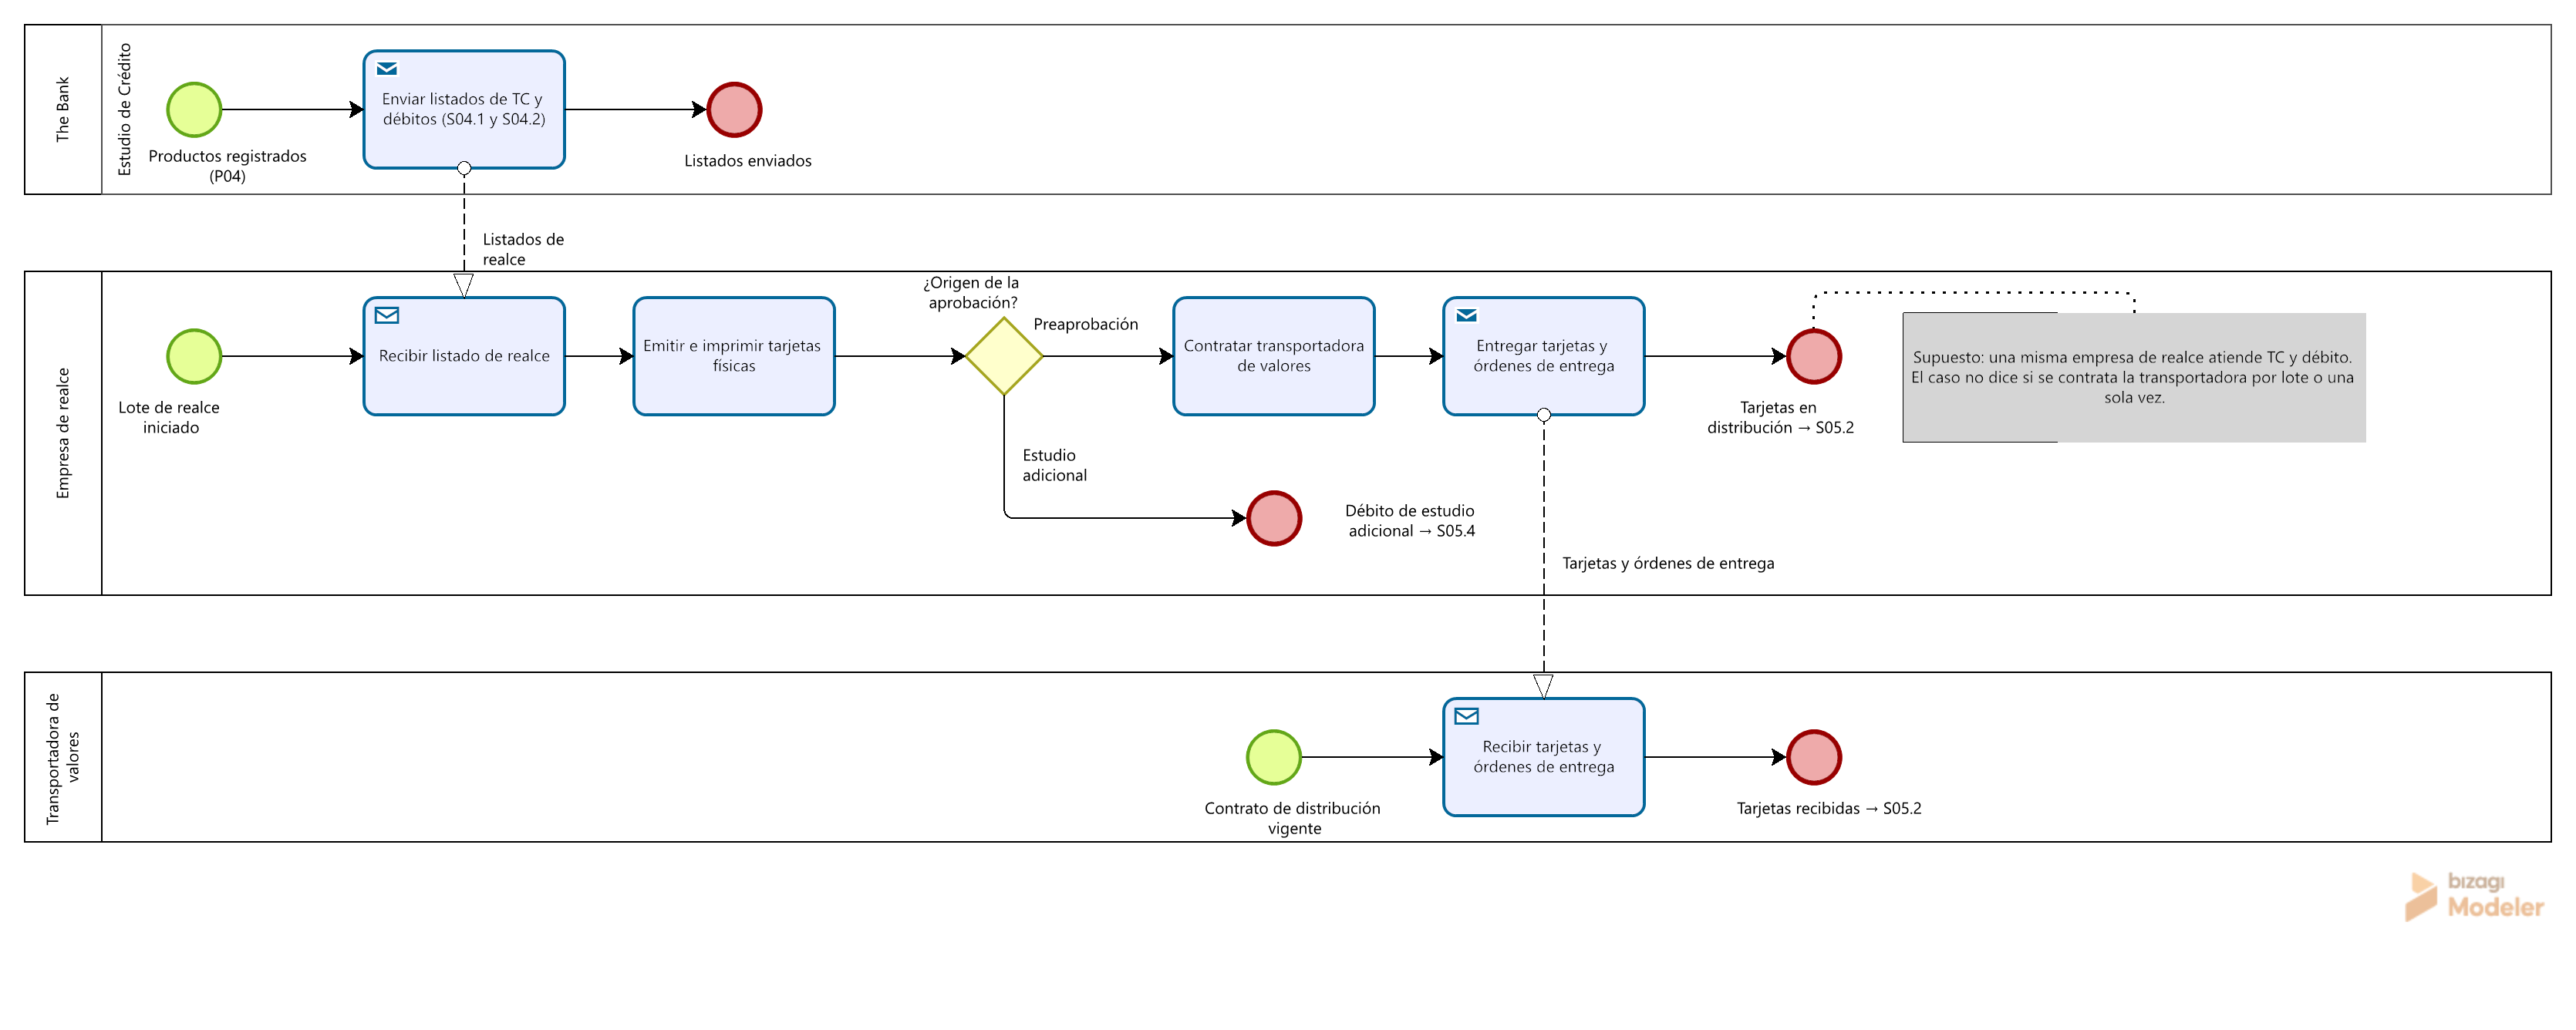 The Bank
Estudio de Crédito
Productos registrados
(P04)
Enviar listados de TC y
débitos (S04.1 y S04.2)
Listados enviados
Listados de
realce
Empresa de realce
Lote de realce
iniciado
Recibir listado de realce
Emitir e imprimir tarjetas
físicas
¿Origen de la
aprobación?
Preaprobación
Estudio
adicional
Contratar transportadora
de valores
Entregar tarjetas y
órdenes de entrega
Tarjetas en
distribución → S05.2
Supuesto: una misma empresa de realce atiende TC y débito.
El caso no dice si se contrata la transportadora por lote o una
sola vez.
Débito de estudio
adicional → S05.4
Tarjetas y órdenes de entrega
Transportadora de
valores
Contrato de distribución
vigente
Recibir tarjetas y
órdenes de entrega
Tarjetas recibidas → S05.2
bizagi
Modeler